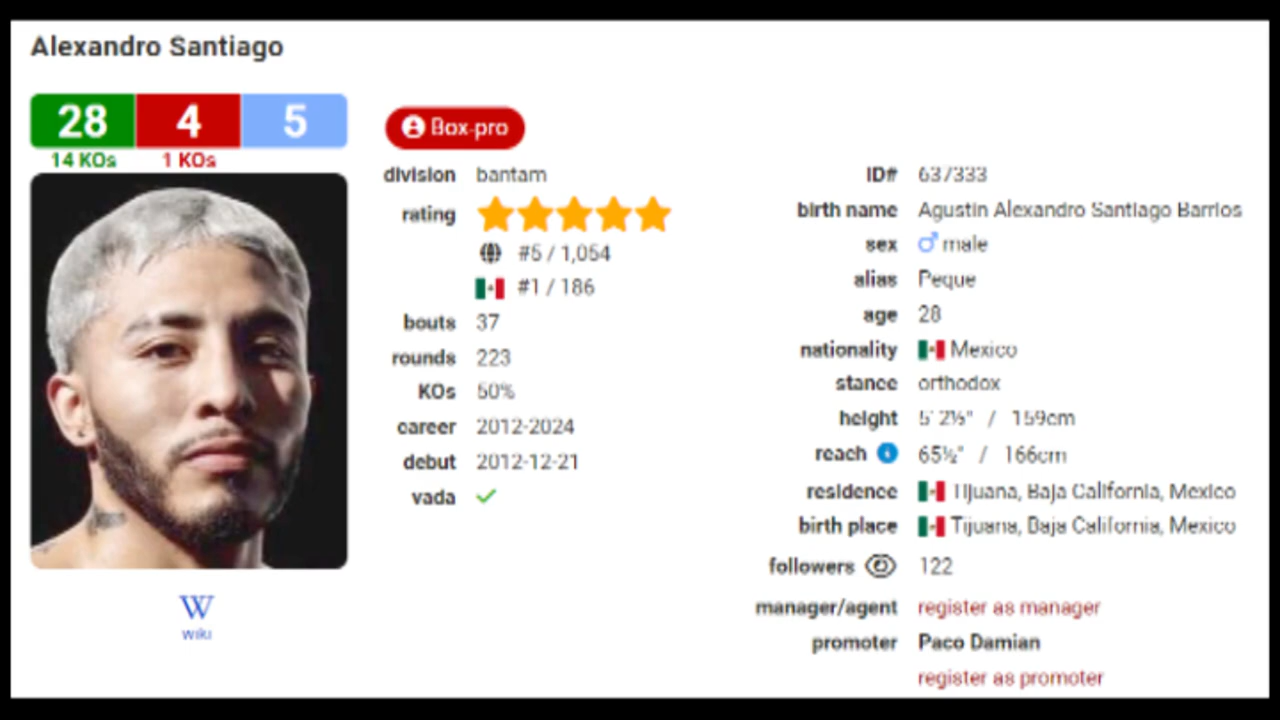 Alexandro Santiago
28 4 5
14 KOs 1 KOs
Box-pro
division bantam
rating
#5 / 1,054
#1 / 186
bouts 37
rounds 223
KOs 50%
career 2012-2024
debut 2012-12-21
vada
W
wiki
ID# 637333
birth name Agustin Alexandro Santiago Barrios
sex male
alias Peque
age 28
nationality Mexico
stance orthodox
height 5′ 2½″ / 159cm
reach 65½″ / 166cm
residence Tijuana, Baja California, Mexico
birth place Tijuana, Baja California, Mexico
followers 122
manager/agent register as manager
promoter Paco Damian
register as promoter